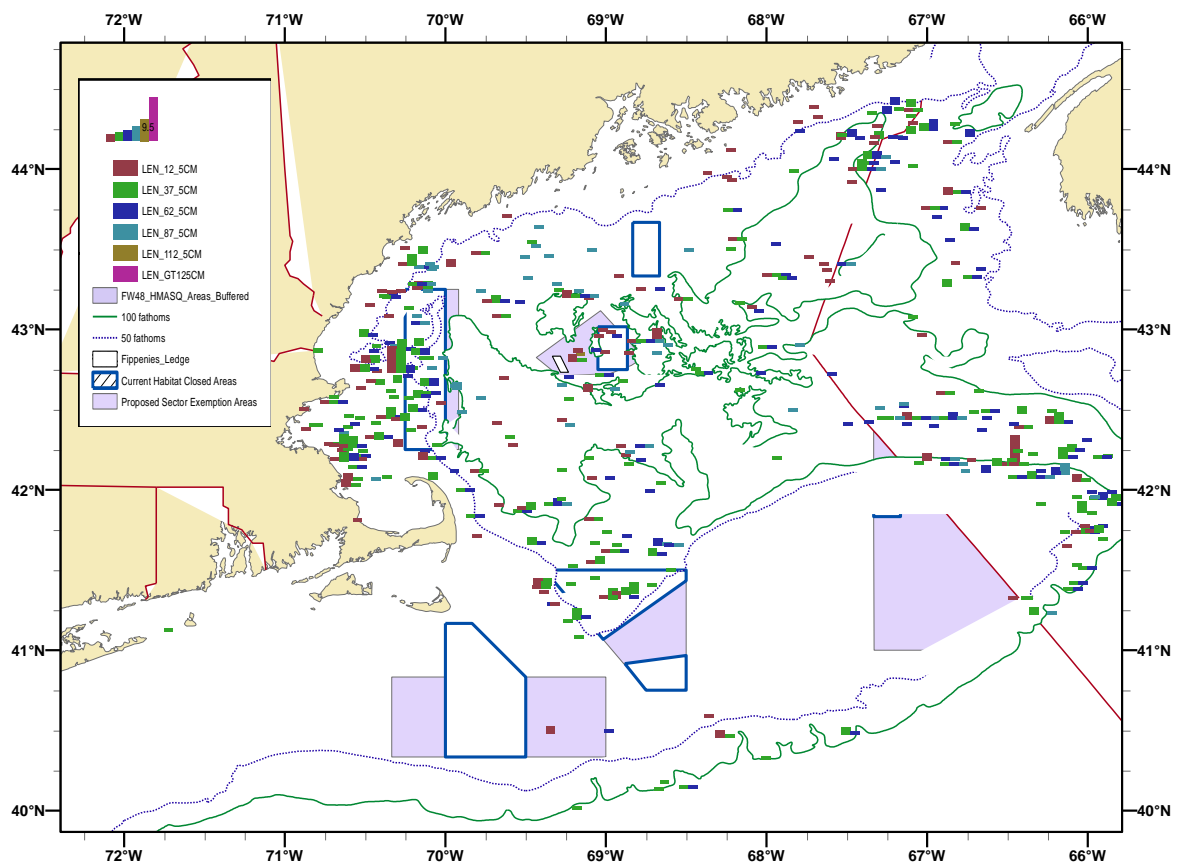 72°W 71°W 70°W 69°W 68°W 67°W 66°W
9.5
LEN_12_5CM
LEN_37_5CM
LEN_62_5CM
LEN_87_5CM
LEN_112_5CM
LEN_GT125CM
FW48_HMASQ_Areas_Buffered
100 fathoms
50 fathoms
Fippenies_Ledge
Current Habitat Closed Areas
Proposed Sector Exemption Areas
44°N 44°N
43°N 43°N
42°N 42°N
41°N 41°N
40°N 40°N
72°W 71°W 70°W 69°W 68°W 67°W 66°W